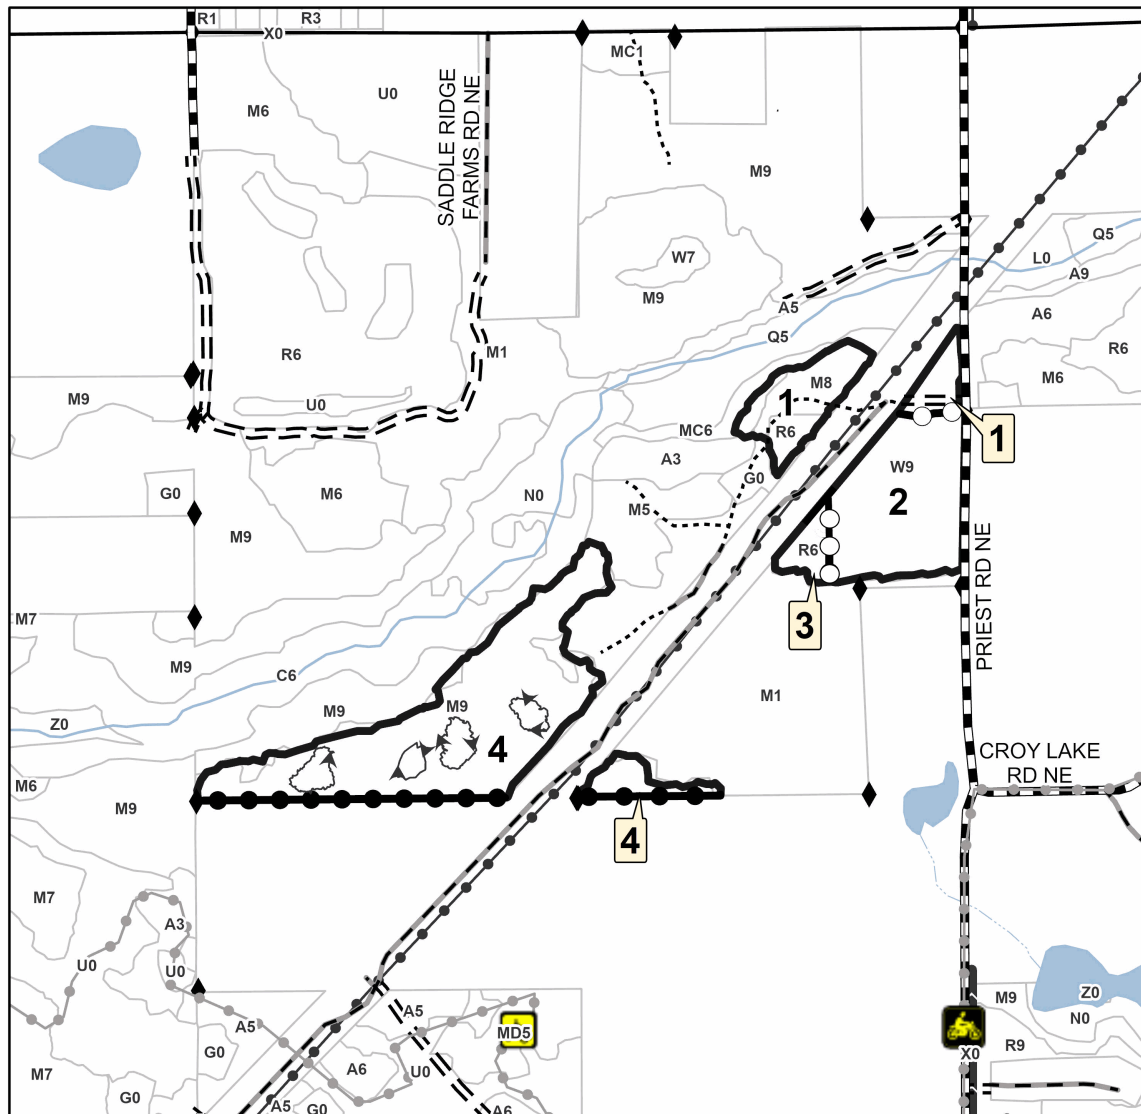 R1
R3
X0
MC1
U0
M6
SADDLE RIDGE
FARMS RD NE
M9
W7
M9
Q5
L0
A9
A5
A6
Q5
R6
M1
R6
M8
M6
M9
U0
1
R6
MC6
1
A3
W9
G0
M6
N0
G0
M5
2
M9
R6
M7
3
PRIEST RD NE
M9
C6
M1
M9
M9
Z0
4
CROY LAKE
RD NE
M6
M9
4
M7
A3
U0
U0
Z0
M9
A5
A5
N0
MD5
R9
G0
X0
A6
U0
M7
G0
A5
G0
A6